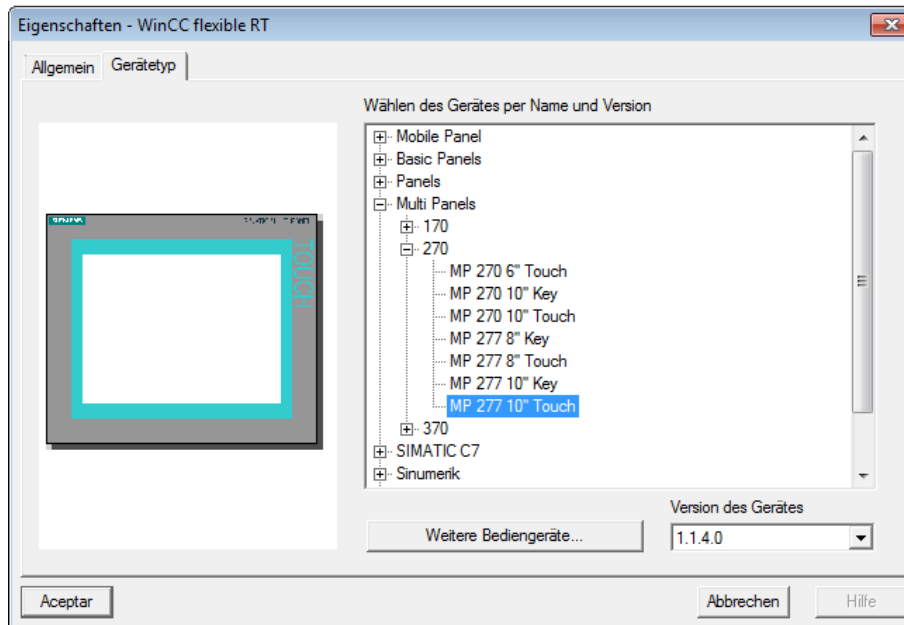 Eigenschaften - WinCC flexible RT
Allgemein
Gerätetyp
Wählen des Gerätes per Name und Version
Mobile Panel
Basic Panels
Panels
Multi Panels
170
270
MP 270 6" Touch
MP 270 10" Key
MP 270 10" Touch
MP 277 8" Key
MP 277 8" Touch
MP 277 10" Key
MP 277 10" Touch
370
SIMATIC C7
Sinumerik
SIEMENS
TOUCH
Version des Gerätes
Weitere Bediengeräte...
1.1.4.0
Aceptar
Abbrechen
Hilfe